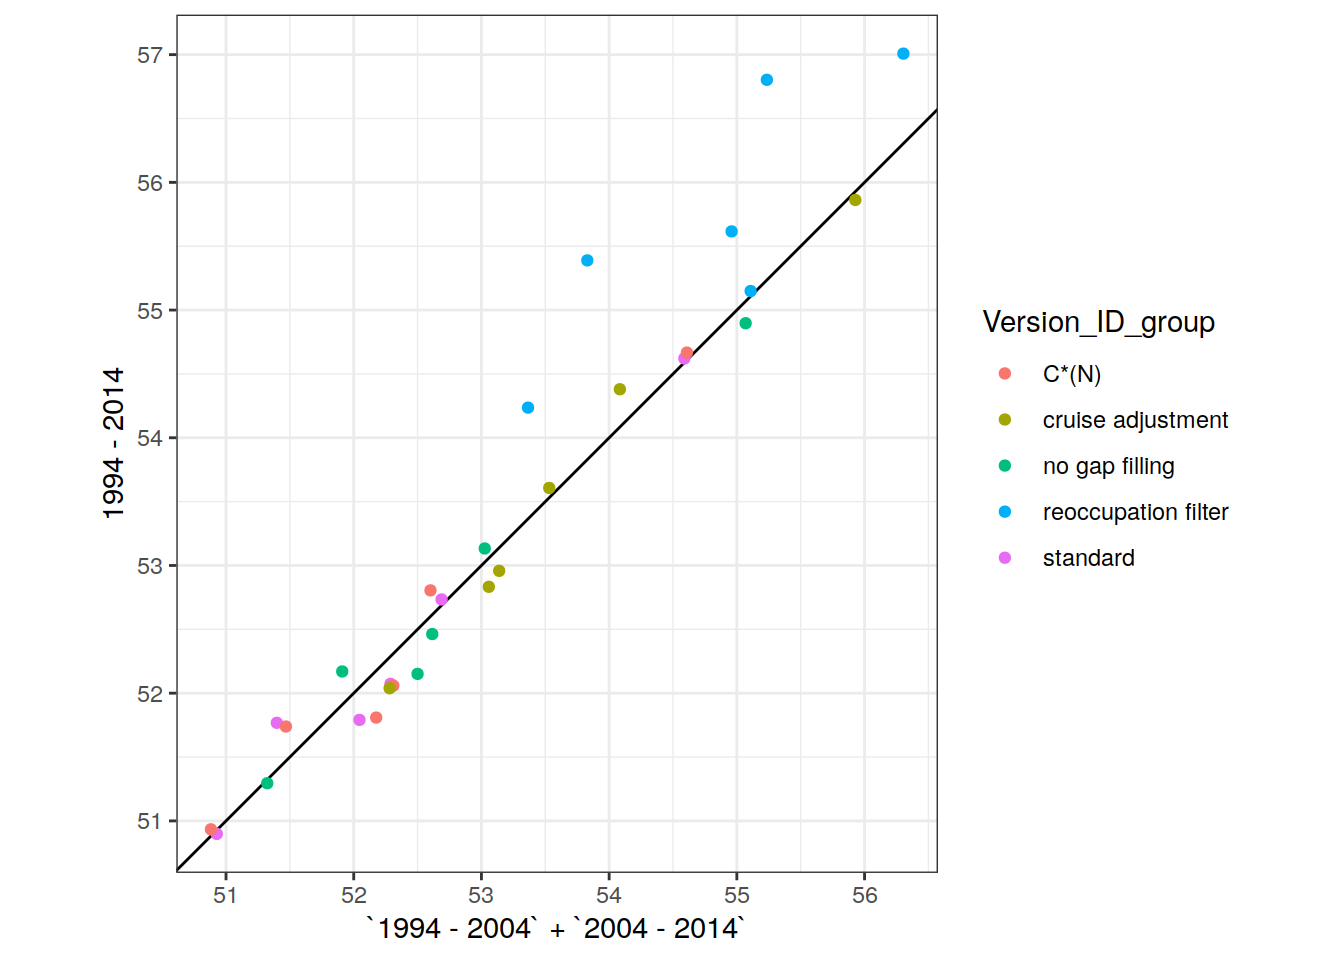 57
56
55
54
53
52
51
1994 - 2014
51 52 53 54 55 56
`1994 - 2004` + `2004 - 2014`
Version_ID_group
C*(N)
cruise adjustment
no gap filling
reoccupation filter
standard